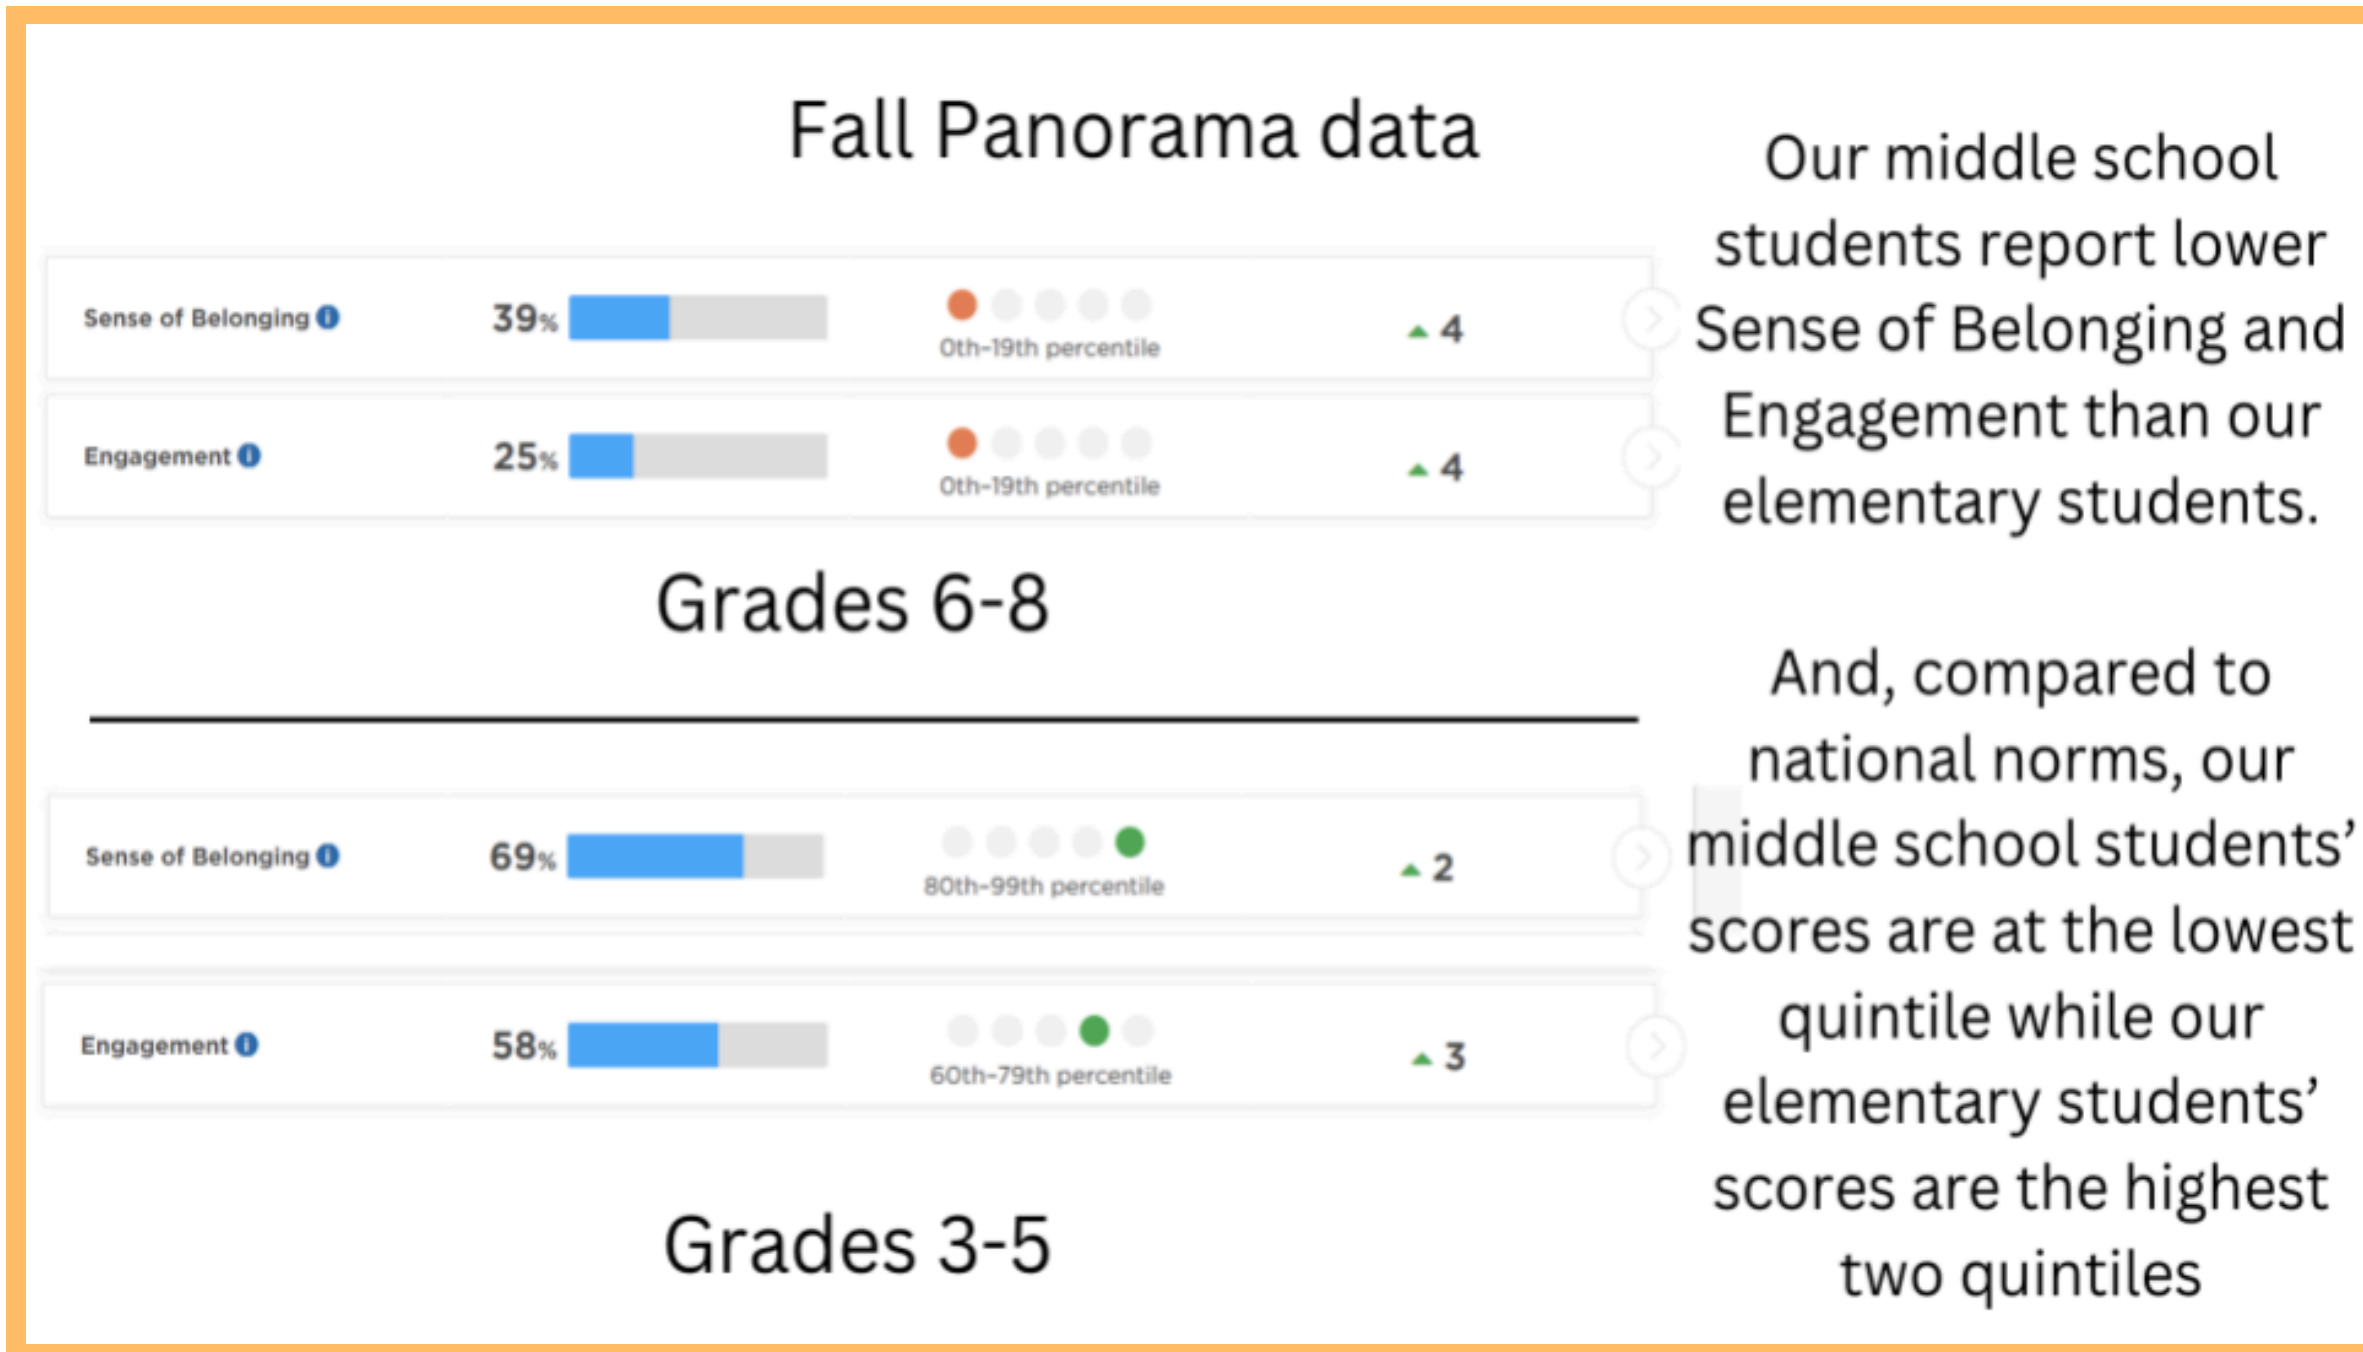 Fall Panorama data
Sense of Belonging
39%
0th-19th percentile
4
Engagement
25%
0th-19th percentile
4
Grades 6-8
Sense of Belonging
69%
80th-99th percentile
2
Engagement
58%
60th-79th percentile
3
Grades 3-5
Our middle school
students report lower
Sense of Belonging and
Engagement than our
elementary students.
And, compared to
national norms, our
middle school students’
scores are at the lowest
quintile while our
elementary students’
scores are the highest
two quintiles